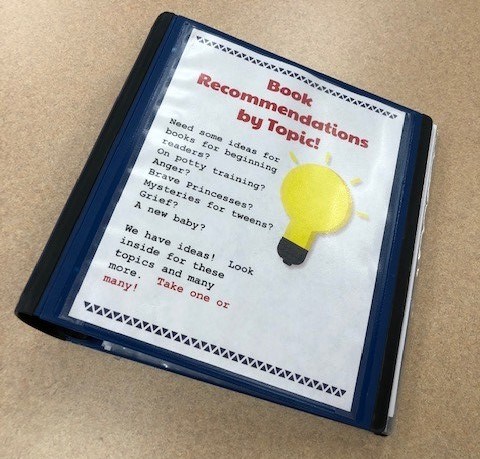 Book
Recommendations
by Topic!
Need some ideas for
books for beginning
readers?
On potty training?
Anger?
Brave Princesses?
Mysteries for tweens?
Grief?
A new baby?
We have ideas! Look
inside for these
topics and many
more. Take one or
many!